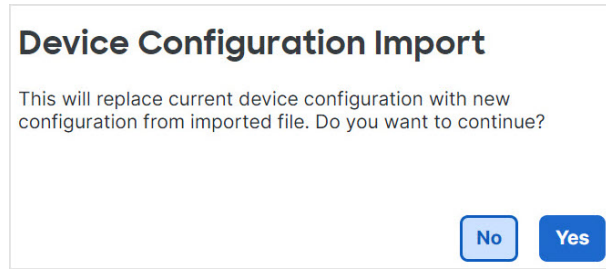 Device Configuration Import
This will replace current device configuration with new
configuration from imported file. Do you want to continue?
No
Yes